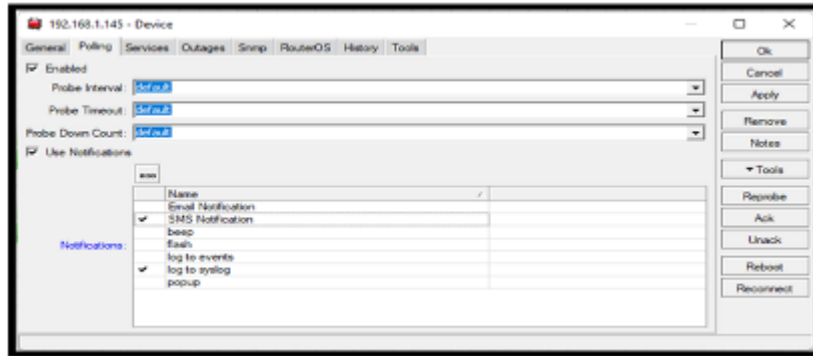 192.168.1.145 - Device
General Polling Services Outages Snmp RouterOS History Tools
Enabled
Probe Interval: default
Probe Timeout: default
Probe Down Count: default
Use Notifications
Name
Email Notification
SMS Notification
beep
flash
log to events
log to syslog
popup
Notifications:
Ok
Cancel
Apply
Remove
Notes
Tools
Reprobe
Ack
Unack
Reboot
Reconnect